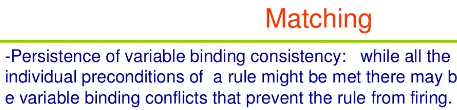 Matching
-Persistence of variable binding consistency: while all the
individual preconditions of a rule might be met there may b
e variable binding conflicts that prevent the rule from firing.